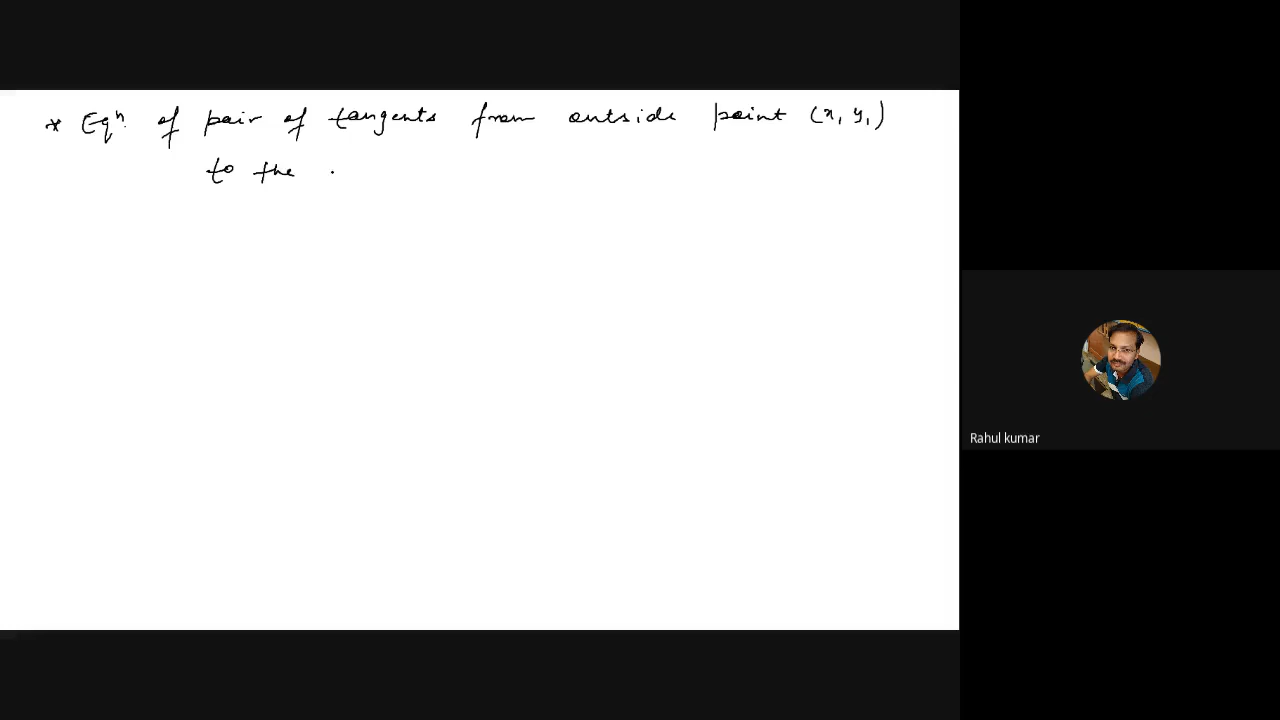 * Eqⁿ. of pair of tangents from outside point (x₁ y₁)
to the .
Rahul kumar